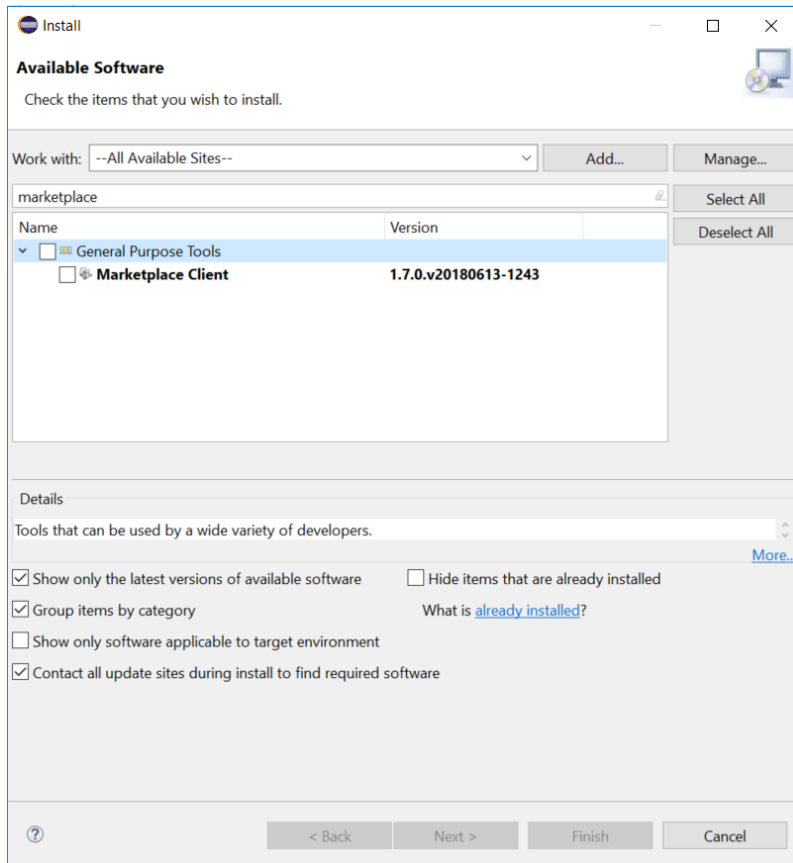 Install
Available Software
Check the items that you wish to install.
Work with: --All Available Sites-- Add... Manage...
marketplace Select All
Name Version Deselect All
General Purpose Tools
Marketplace Client 1.7.0.v20180613-1243
Details
Tools that can be used by a wide variety of developers.
More..
Show only the latest versions of available software Hide items that are already installed
Group items by category What is already installed?
Show only software applicable to target environment
Contact all update sites during install to find required software
? < Back Next > Finish Cancel